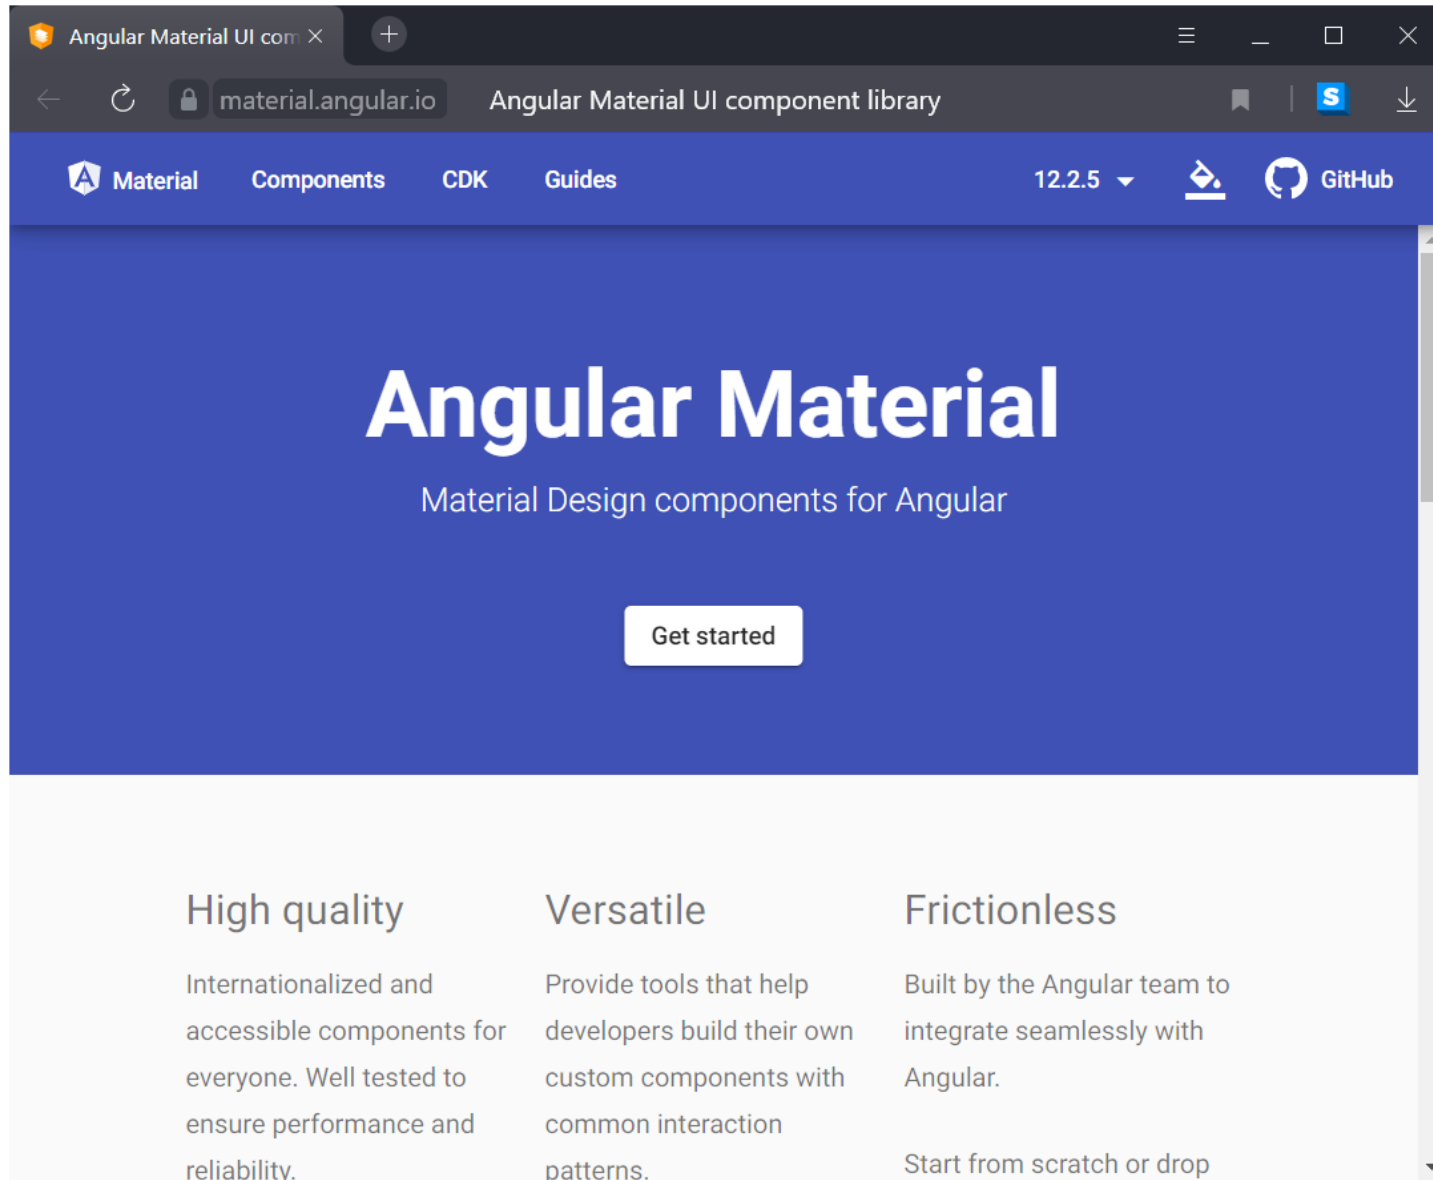 Angular Material UI com
material.angular.io Angular Material UI component library
S
Material Components CDK Guides 12.2.5 GitHub
Angular Material
Material Design components for Angular
Get started
High quality
Internationalized and
accessible components for
everyone. Well tested to
ensure performance and
reliability.
Versatile
Provide tools that help
developers build their own
custom components with
common interaction
patterns.
Frictionless
Built by the Angular team to
integrate seamlessly with
Angular.
Start from scratch or drop